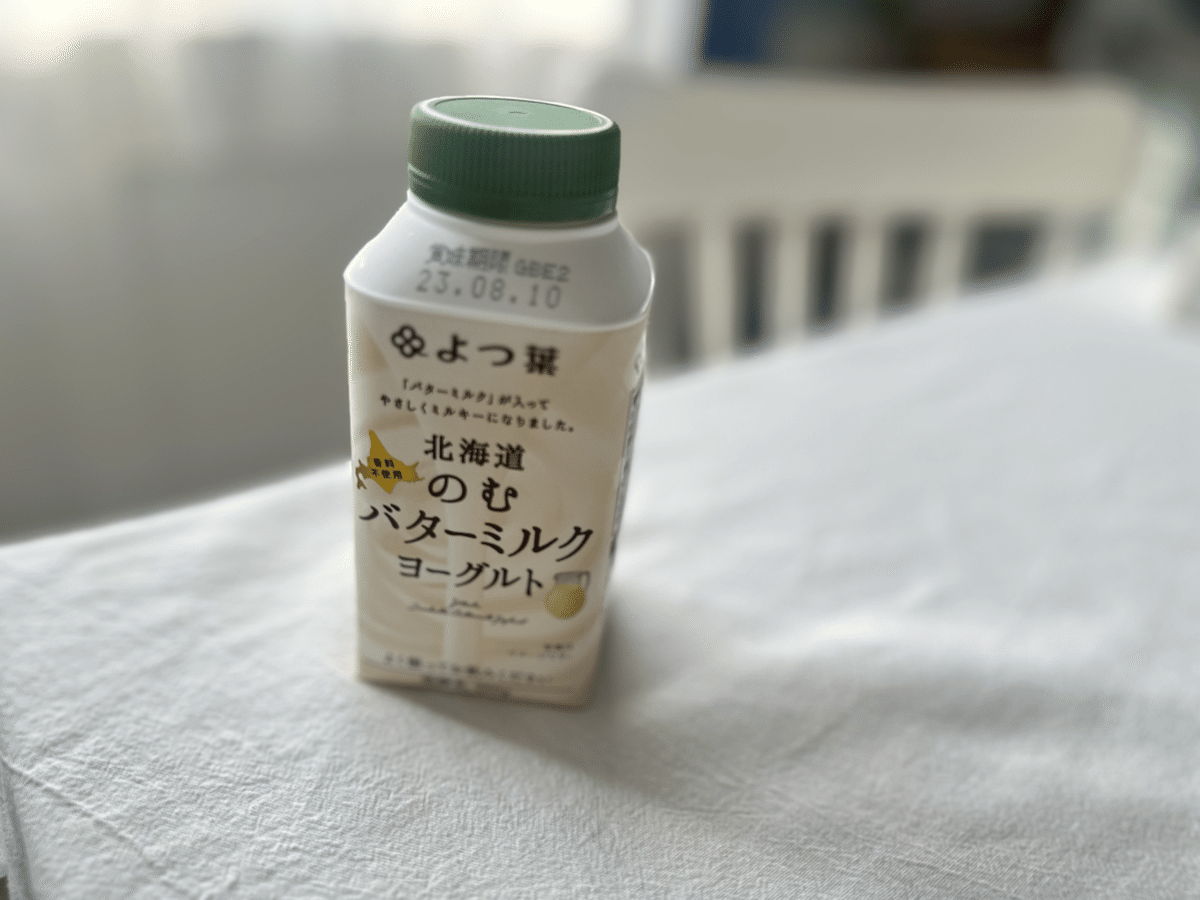 賞味期限 GBE2
23.08.10
よつ葉
「バターミルク」が入って
やさしくミルキーになりました。
香料
不使用
北海道
のむ
バターミルク
ヨーグルト